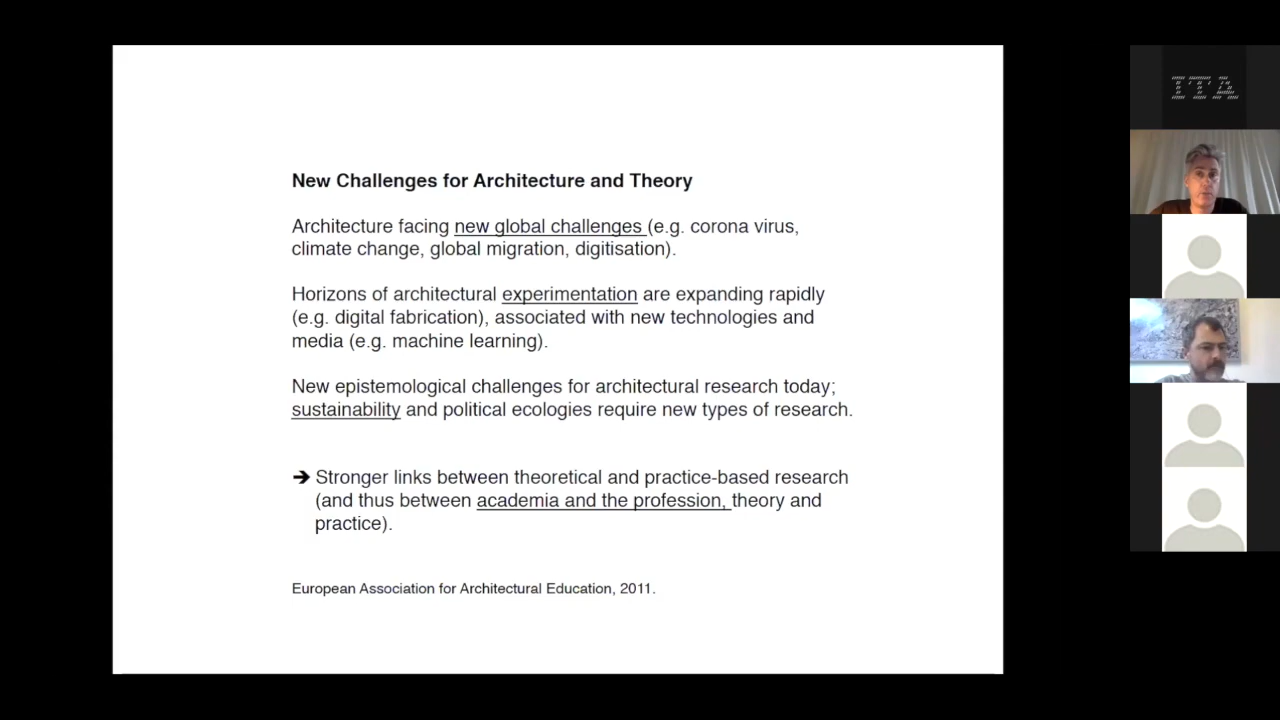 New Challenges for Architecture and Theory
Architecture facing new global challenges (e.g. corona virus,
climate change, global migration, digitisation).
Horizons of architectural experimentation are expanding rapidly
(e.g. digital fabrication), associated with new technologies and
media (e.g. machine learning).
New epistemological challenges for architectural research today;
sustainability and political ecologies require new types of research.
➔ Stronger links between theoretical and practice-based research
(and thus between academia and the profession, theory and
practice).
European Association for Architectural Education, 2011.
ITA